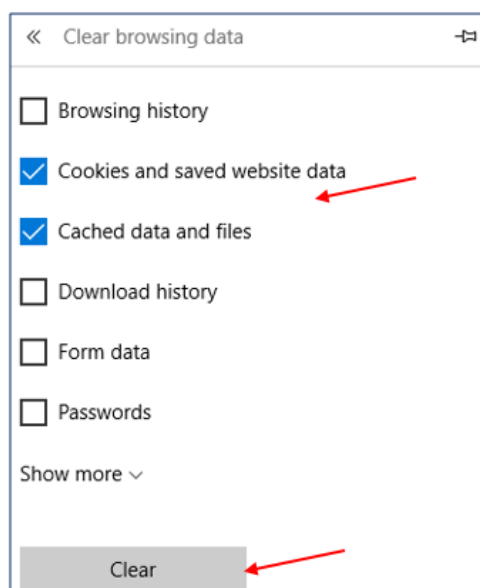 Clear browsing data
Browsing history
Cookies and saved website data
Cached data and files
Download history
Form data
Passwords
Show more
Clear